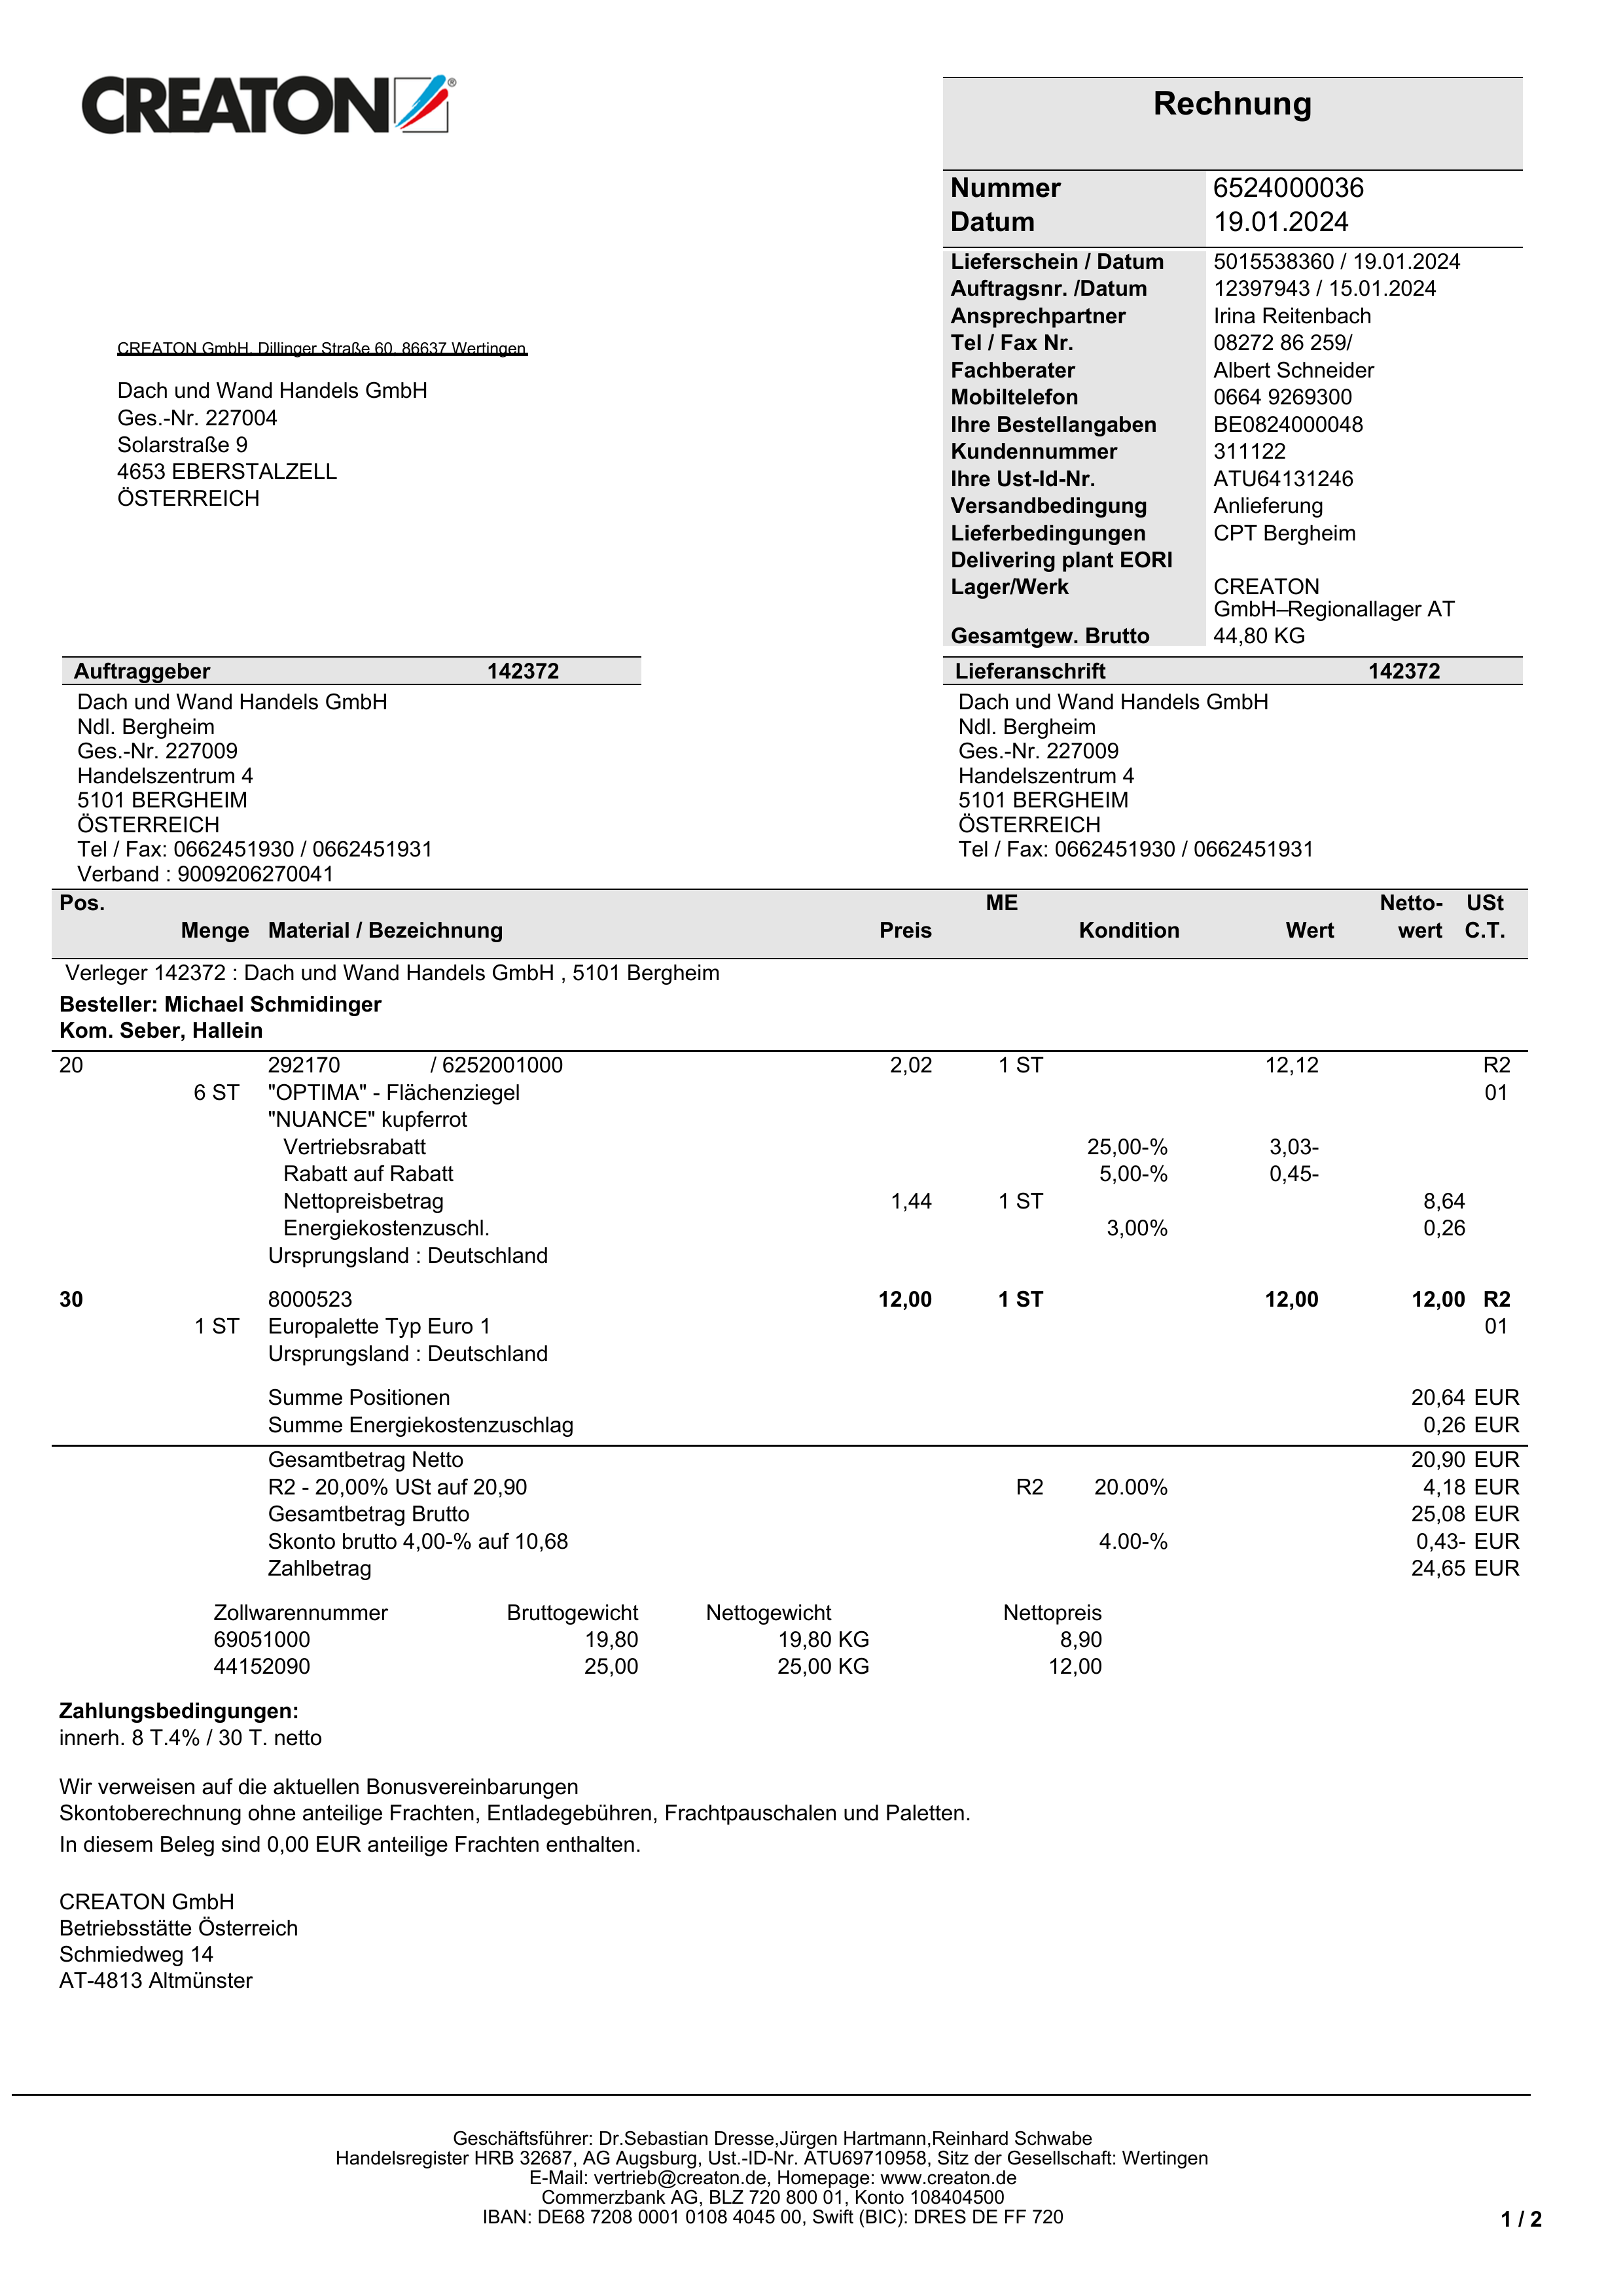 CREATON®
Rechnung
Nummer 6524000036
Datum 19.01.2024
Lieferschein / Datum 5015538360 / 19.01.2024
Auftragsnr. /Datum 12397943 / 15.01.2024
Ansprechpartner Irina Reitenbach
Tel / Fax Nr. 08272 86 259/
Fachberater Albert Schneider
Mobiltelefon 0664 9269300
Ihre Bestellangaben BE0824000048
Kundennummer 311122
Ihre Ust-Id-Nr. ATU64131246
Versandbedingung Anlieferung
Lieferbedingungen CPT Bergheim
Delivering plant EORI
Lager/Werk CREATON
GmbH–Regionallager AT
Gesamtgew. Brutto 44,80 KG
CREATON GmbH, Dillinger Straße 60, 86637 Wertingen
Dach und Wand Handels GmbH
Ges.-Nr. 227004
Solarstraße 9
4653 EBERSTALZELL
ÖSTERREICH
Auftraggeber 142372
Dach und Wand Handels GmbH
Ndl. Bergheim
Ges.-Nr. 227009
Handelszentrum 4
5101 BERGHEIM
ÖSTERREICH
Tel / Fax: 0662451930 / 0662451931
Verband : 9009206270041
Lieferanschrift 142372
Dach und Wand Handels GmbH
Ndl. Bergheim
Ges.-Nr. 227009
Handelszentrum 4
5101 BERGHEIM
ÖSTERREICH
Tel / Fax: 0662451930 / 0662451931
Pos. ME Netto- USt
Menge Material / Bezeichnung Preis Kondition Wert wert C.T.
Verleger 142372 : Dach und Wand Handels GmbH , 5101 Bergheim
Besteller: Michael Schmidinger
Kom. Seber, Hallein
20 292170 / 6252001000 2,02 1 ST 12,12 R2
6 ST "OPTIMA" - Flächenziegel 01
"NUANCE" kupferrot
Vertriebsrabatt 25,00-% 3,03-
Rabatt auf Rabatt 5,00-% 0,45-
Nettopreisbetrag 1,44 1 ST 8,64
Energiekostenzuschl. 3,00% 0,26
Ursprungsland : Deutschland
30 8000523 12,00 1 ST 12,00 12,00 R2
1 ST Europalette Typ Euro 1 01
Ursprungsland : Deutschland
Summe Positionen 20,64 EUR
Summe Energiekostenzuschlag 0,26 EUR
Gesamtbetrag Netto 20,90 EUR
R2 - 20,00% USt auf 20,90 R2 20.00% 4,18 EUR
Gesamtbetrag Brutto 25,08 EUR
Skonto brutto 4,00-% auf 10,68 4.00-% 0,43- EUR
Zahlbetrag 24,65 EUR
Zollwarennummer Bruttogewicht Nettogewicht Nettopreis
69051000 19,80 19,80 KG 8,90
44152090 25,00 25,00 KG 12,00
Zahlungsbedingungen:
innerh. 8 T.4% / 30 T. netto
Wir verweisen auf die aktuellen Bonusvereinbarungen
Skontoberechnung ohne anteilige Frachten, Entladegebühren, Frachtpauschalen und Paletten.
In diesem Beleg sind 0,00 EUR anteilige Frachten enthalten.
CREATON GmbH
Betriebsstätte Österreich
Schmiedweg 14
AT-4813 Altmünster
Geschäftsführer: Dr.Sebastian Dresse,Jürgen Hartmann,Reinhard Schwabe
Handelsregister HRB 32687, AG Augsburg, Ust.-ID-Nr. ATU69710958, Sitz der Gesellschaft: Wertingen
E-Mail: vertrieb@creaton.de, Homepage: www.creaton.de
Commerzbank AG, BLZ 720 800 01, Konto 108404500
IBAN: DE68 7208 0001 0108 4045 00, Swift (BIC): DRES DE FF 720
1 / 2